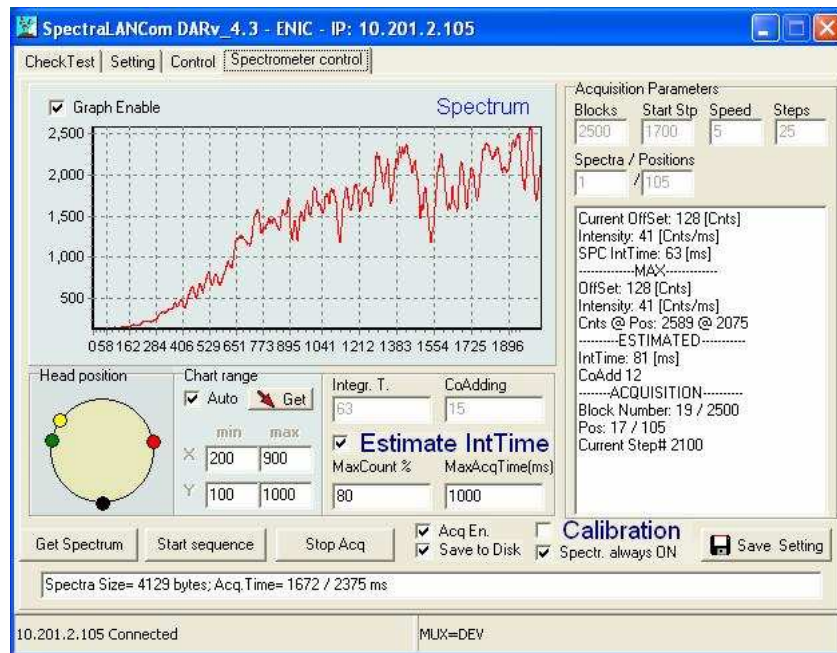 SpectraLANCom DARv_4.3 - ENIC - IP: 10.201.2.105
CheckTest Setting Control Spectrometer control
Graph Enable
Spectrum
2,500
2,000
1,500
1,000
500
0 58 162 284 406 529 651 773 895 1041 1212 1383 1554 1725 1896
Acquisition Parameters
Blocks Start Stp Speed Steps
2500 1700 5 25
Spectra / Positions
1 / 105
Current OffSet: 128 [Cnts]
Intensity: 41 [Cnts/ms]
SPC IntTime: 63 [ms]
-------------MAX------------
OffSet: 128 [Cnts]
Intensity: 41 [Cnts/ms]
Cnts @ Pos: 2589 @ 2075
---------ESTIMATED----------
IntTime: 81 [ms]
CoAdd 12
-------ACQUISITION---------
Block Number: 19 / 2500
Pos: 17 / 105
Current Step# 2100
Head position
Chart range
Auto Get
min max
X 200 900
Y 100 1000
Integr. T. CoAdding
63 15
Estimate IntTime
MaxCount % MaxAcqTime(ms)
80 1000
Get Spectrum Start sequence Stop Acq
Acq En.
Save to Disk
Calibration
Spectr. always ON
Save Setting
Spectra Size= 4129 bytes; Acq.Time= 1672 / 2375 ms
10.201.2.105 Connected MUX=DEV